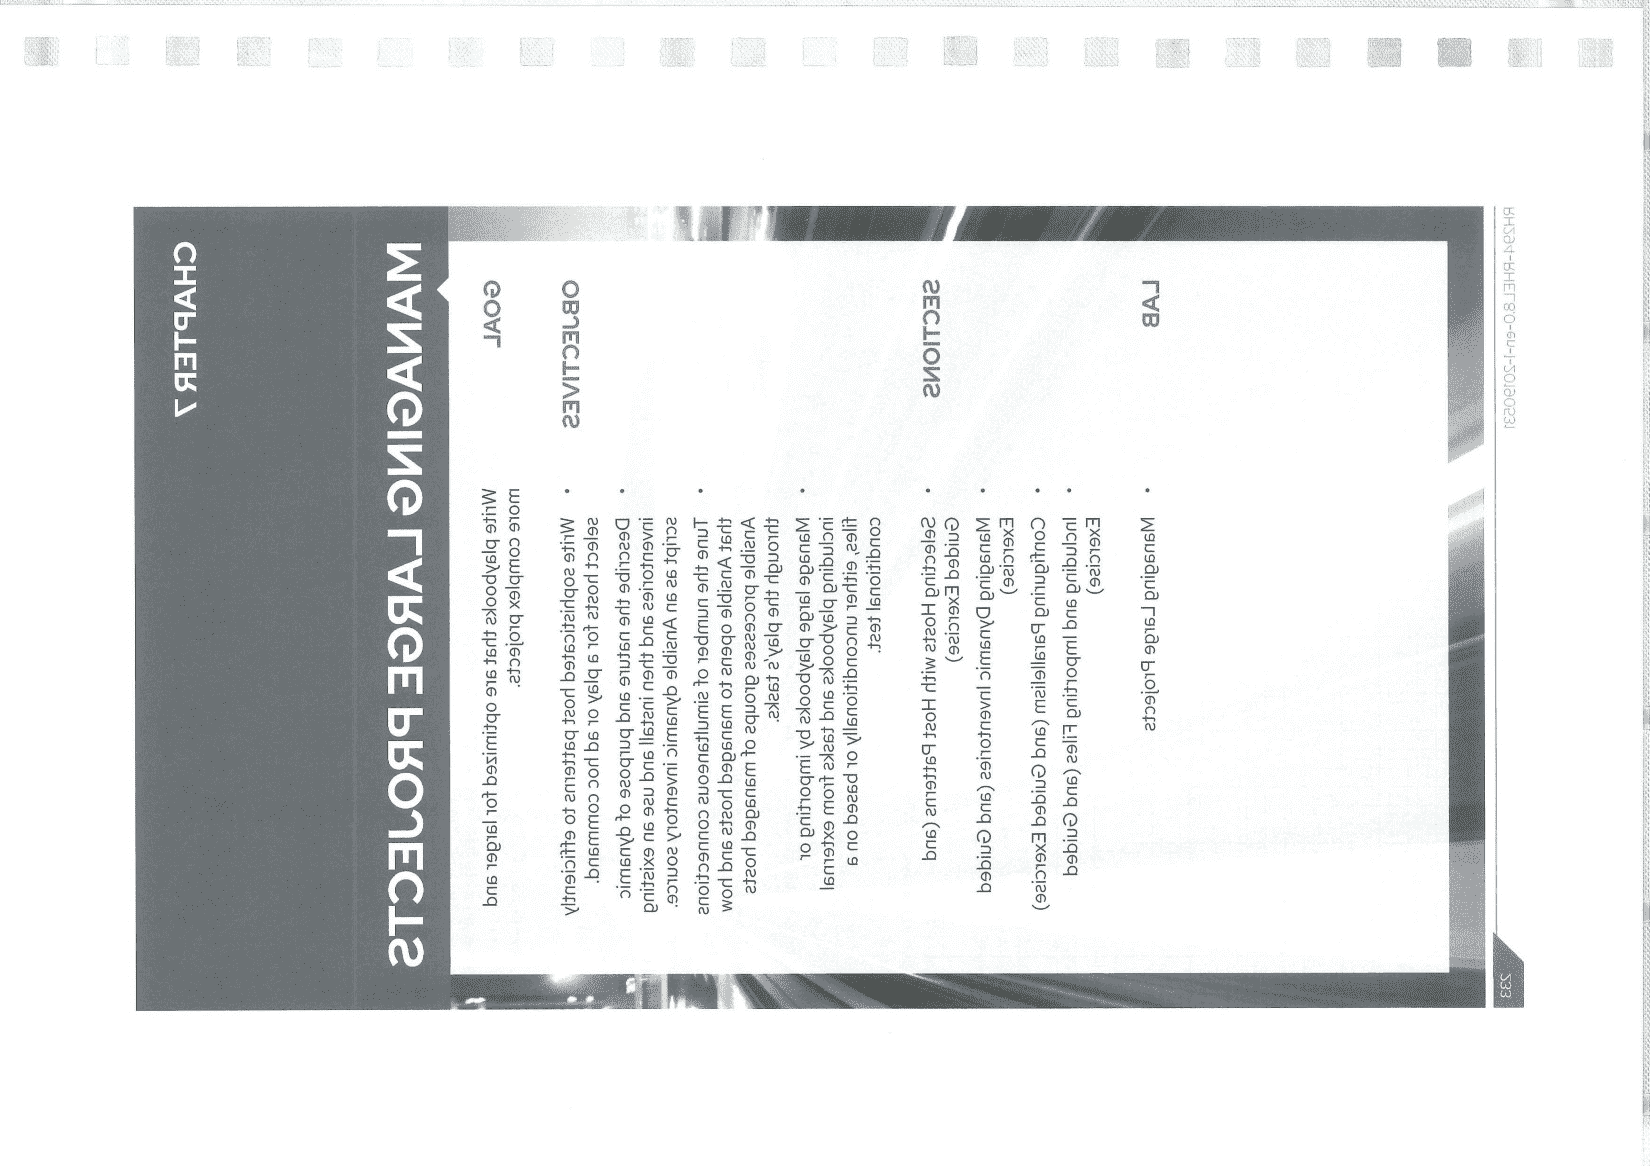 CHAPTER 7
MANAGING LARGE PROJECTS
GOAL
Write playbooks that are optimized for larger and
more complex projects.
OBJECTIVES
• Write sophisticated host patterns to efficiently
select hosts for a play or ad hoc command.
• Describe the nature and purpose of dynamic
inventories and then install and use an existing
script as an Ansible dynamic inventory source.
• Tune the number of simultaneous connections
that Ansible opens to managed hosts and how
Ansible processes groups of managed hosts
through the play's tasks.
• Manage large playbooks by importing or
including playbooks and tasks from external
files, either unconditionally or based on a
conditional test.
SECTIONS
• Selecting Hosts with Host Patterns (and
Guided Exercise)
• Managing Dynamic Inventories (and Guided
Exercise)
• Configuring Parallelism (and Guided Exercise)
• Including and Importing Files (and Guided
Exercise)
LAB
• Managing Large Projects
RH294-RHEL8.0-en-1-20190531
233